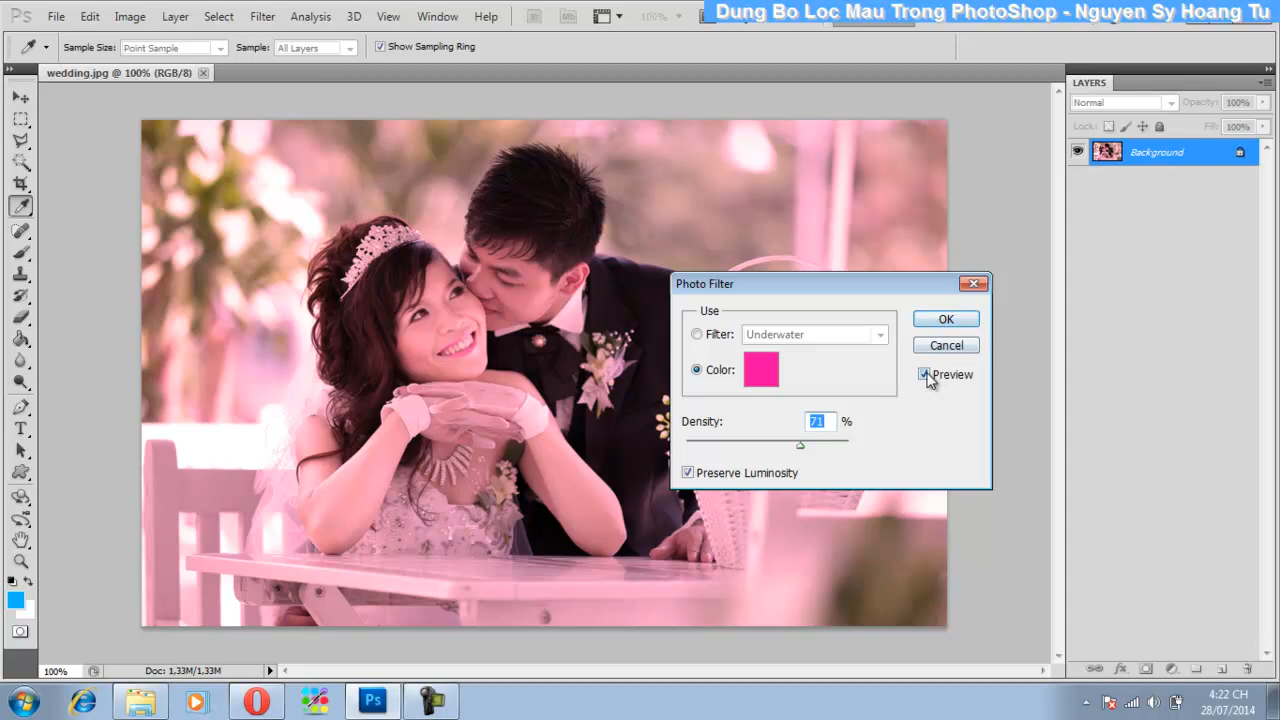 Dung Bo Loc Mau Trong PhotoShop - Nguyen Sy Hoang Tu
Ps File Edit Image Layer Select Filter Analysis 3D View Window Help Br Mb 100%
Sample Size: Point Sample Sample: All Layers Show Sampling Ring
wedding.jpg @ 100% (RGB/8)
LAYERS
Normal Opacity: 100%
Lock: Fill: 100%
Background
Photo Filter
Use
Filter: Underwater
Color:
OK
Cancel
Preview
Density: 71 %
Preserve Luminosity
100% Doc: 1,33M/1,33M
Ps
4:22 CH
28/07/2014